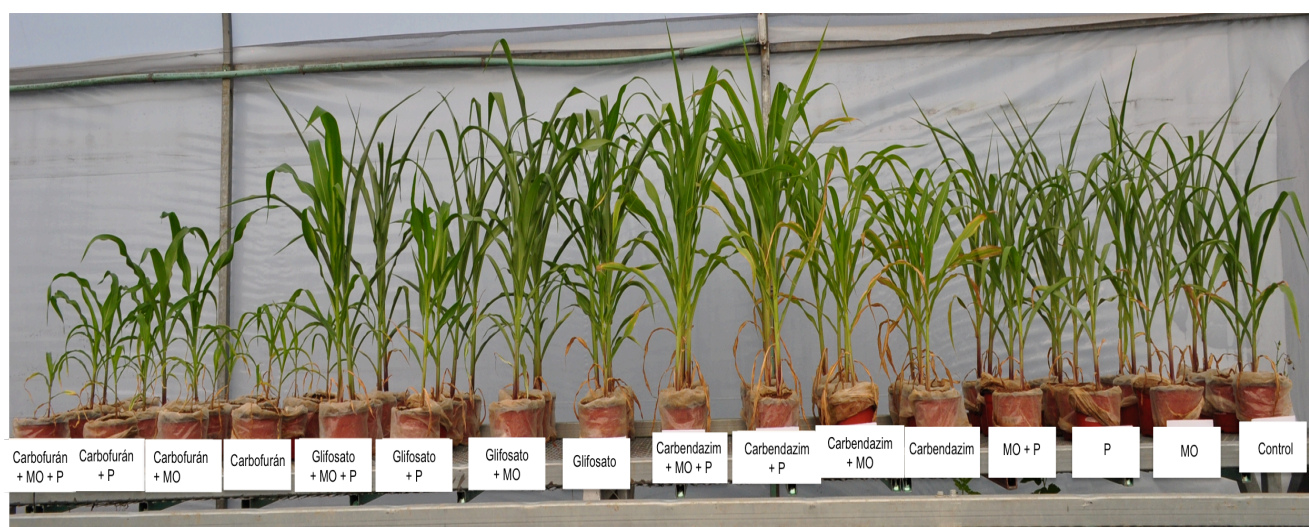 Carbofurán
+ MO + P
Carbofurán
+ P
Carbofurán
+ MO
Carbofurán
Glifosato
+ MO + P
Glifosato
+ P
Glifosato
+ MO
Glifosato
Carbendazim
+ MO + P
Carbendazim
+ P
Carbendazim
+ MO
Carbendazim
MO + P
P
MO
Control